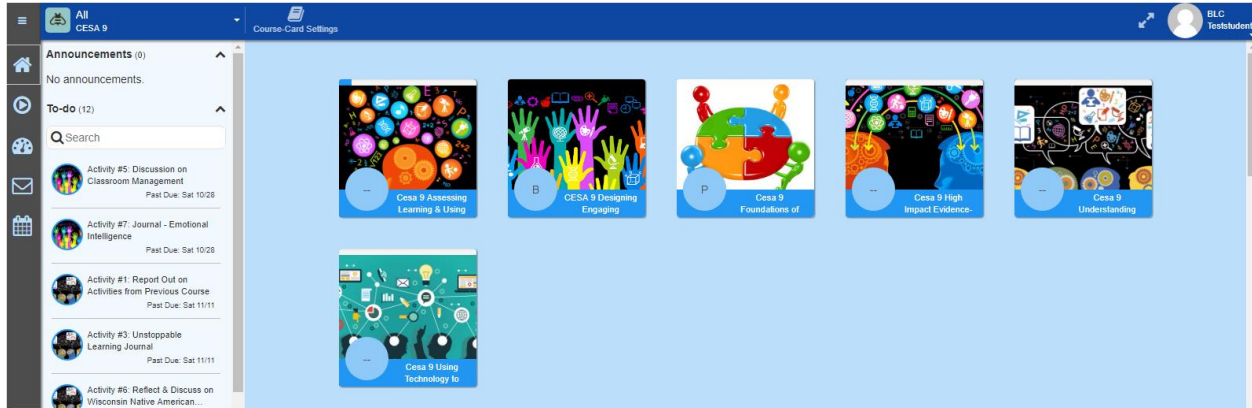 All
CESA 9
Course-Card Settings
BLC
Teststudent
Announcements (0)
No announcements.
To-do (12)
Search
Activity #5: Discussion on
Classroom Management
Past Due: Sat 10/28
Activity #7: Journal - Emotional
Intelligence
Past Due: Sat 10/28
Activity #1: Report Out on
Activities from Previous Course
Past Due: Sat 11/11
Activity #3: Unstoppable
Learning Journal
Past Due: Sat 11/11
Activity #6: Reflect & Discuss on
Wisconsin Native American...
--
Cesa 9 Assessing
Learning & Using
B
CESA 9 Designing
Engaging
P
Cesa 9
Foundations of
--
Cesa 9 High
Impact Evidence-
--
Cesa 9
Understanding
--
Cesa 9 Using
Technology to